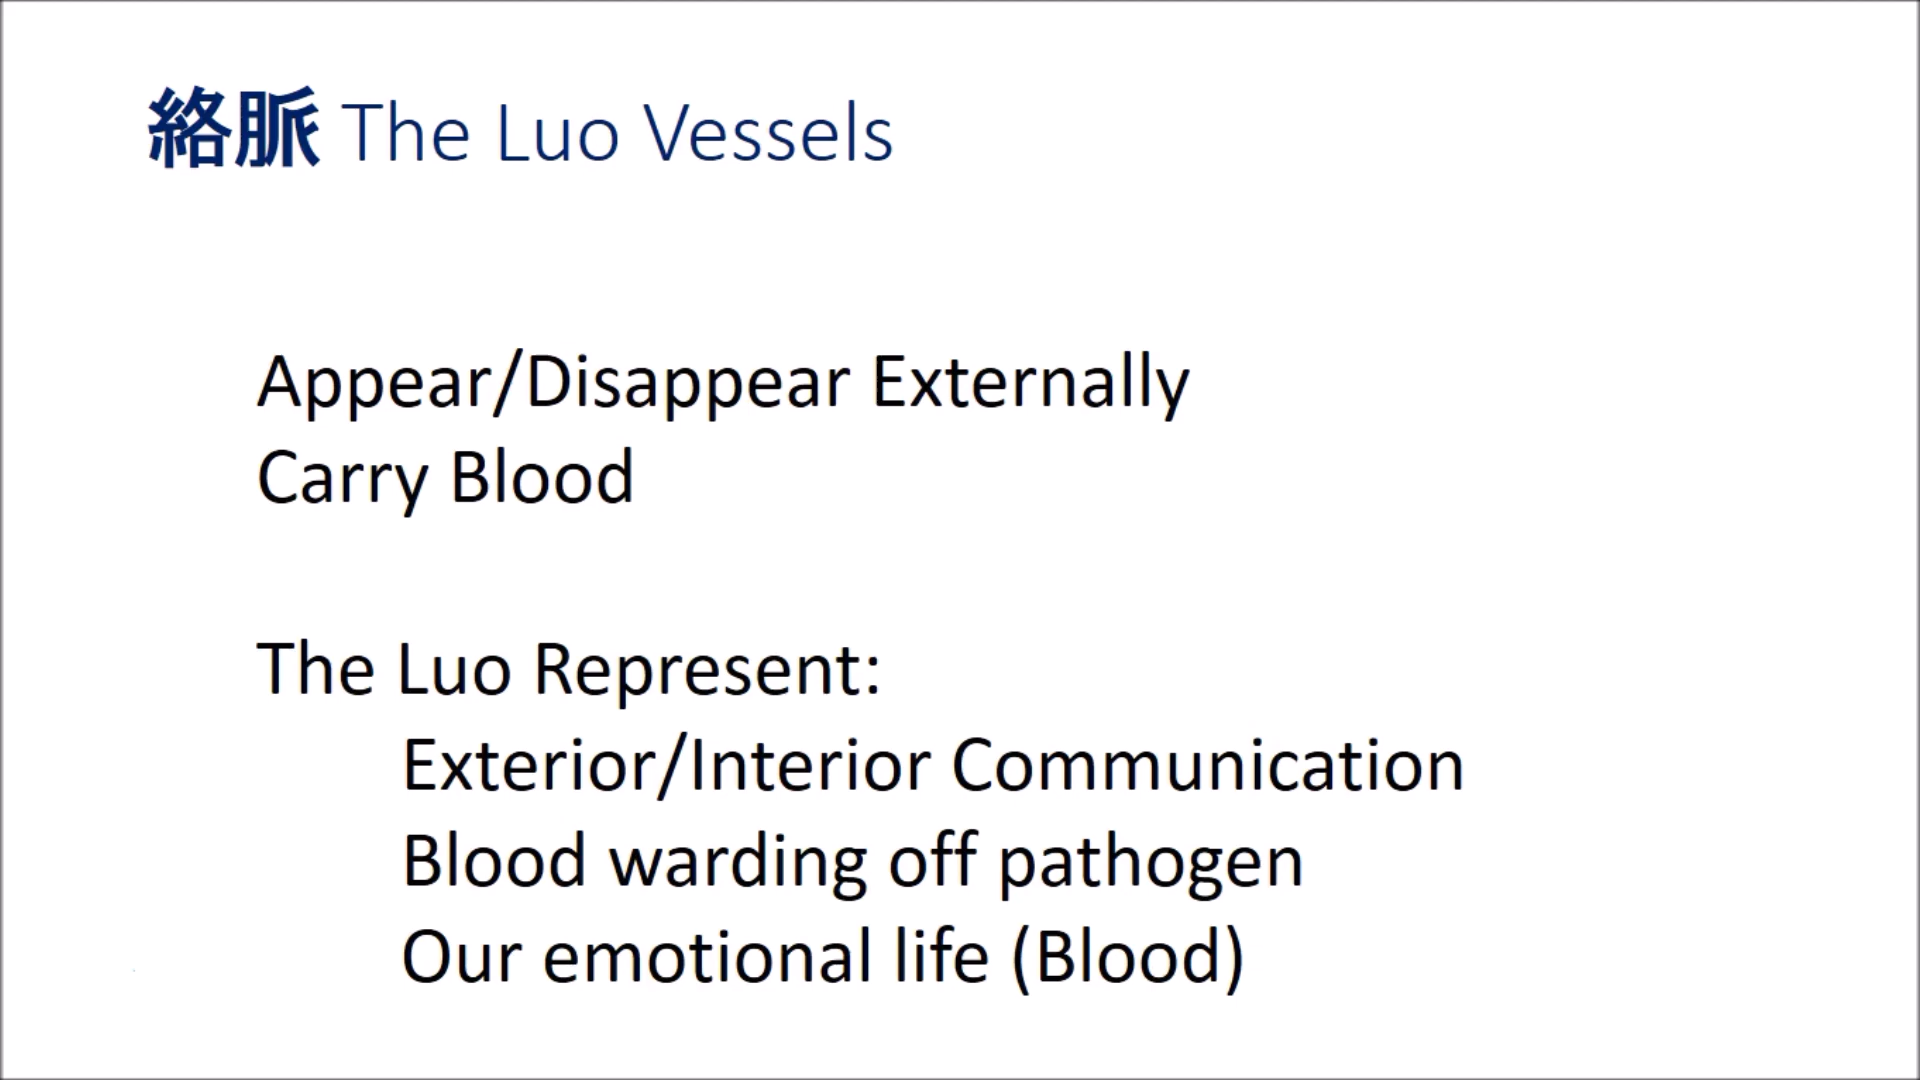 絡脈 The Luo Vessels
Appear/Disappear Externally
Carry Blood
The Luo Represent:
Exterior/Interior Communication
Blood warding off pathogen
Our emotional life (Blood)